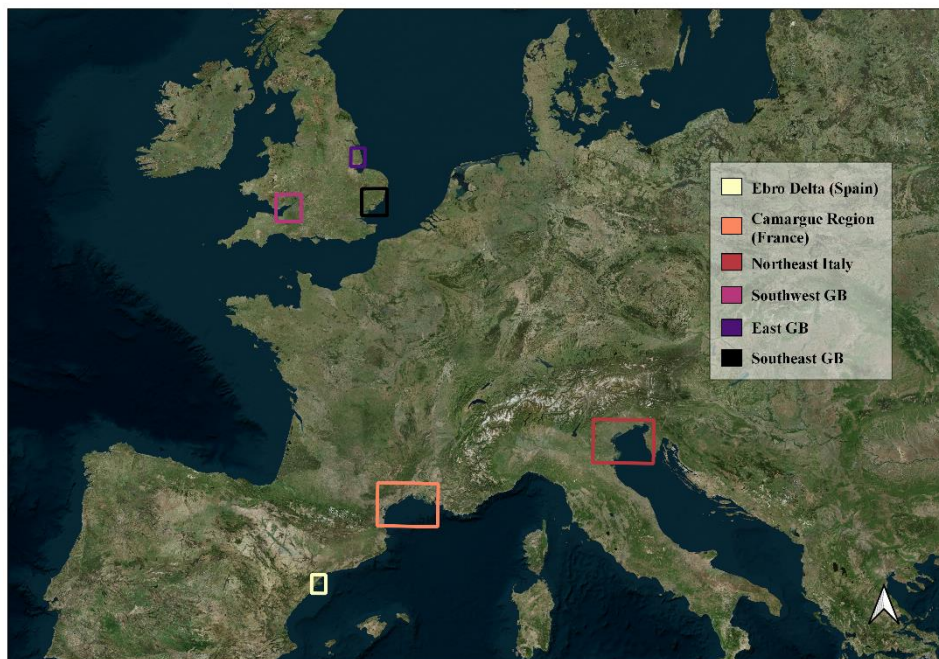 Ebro Delta (Spain)
Camargue Region
(France)
Northeast Italy
Southwest GB
East GB
Southeast GB